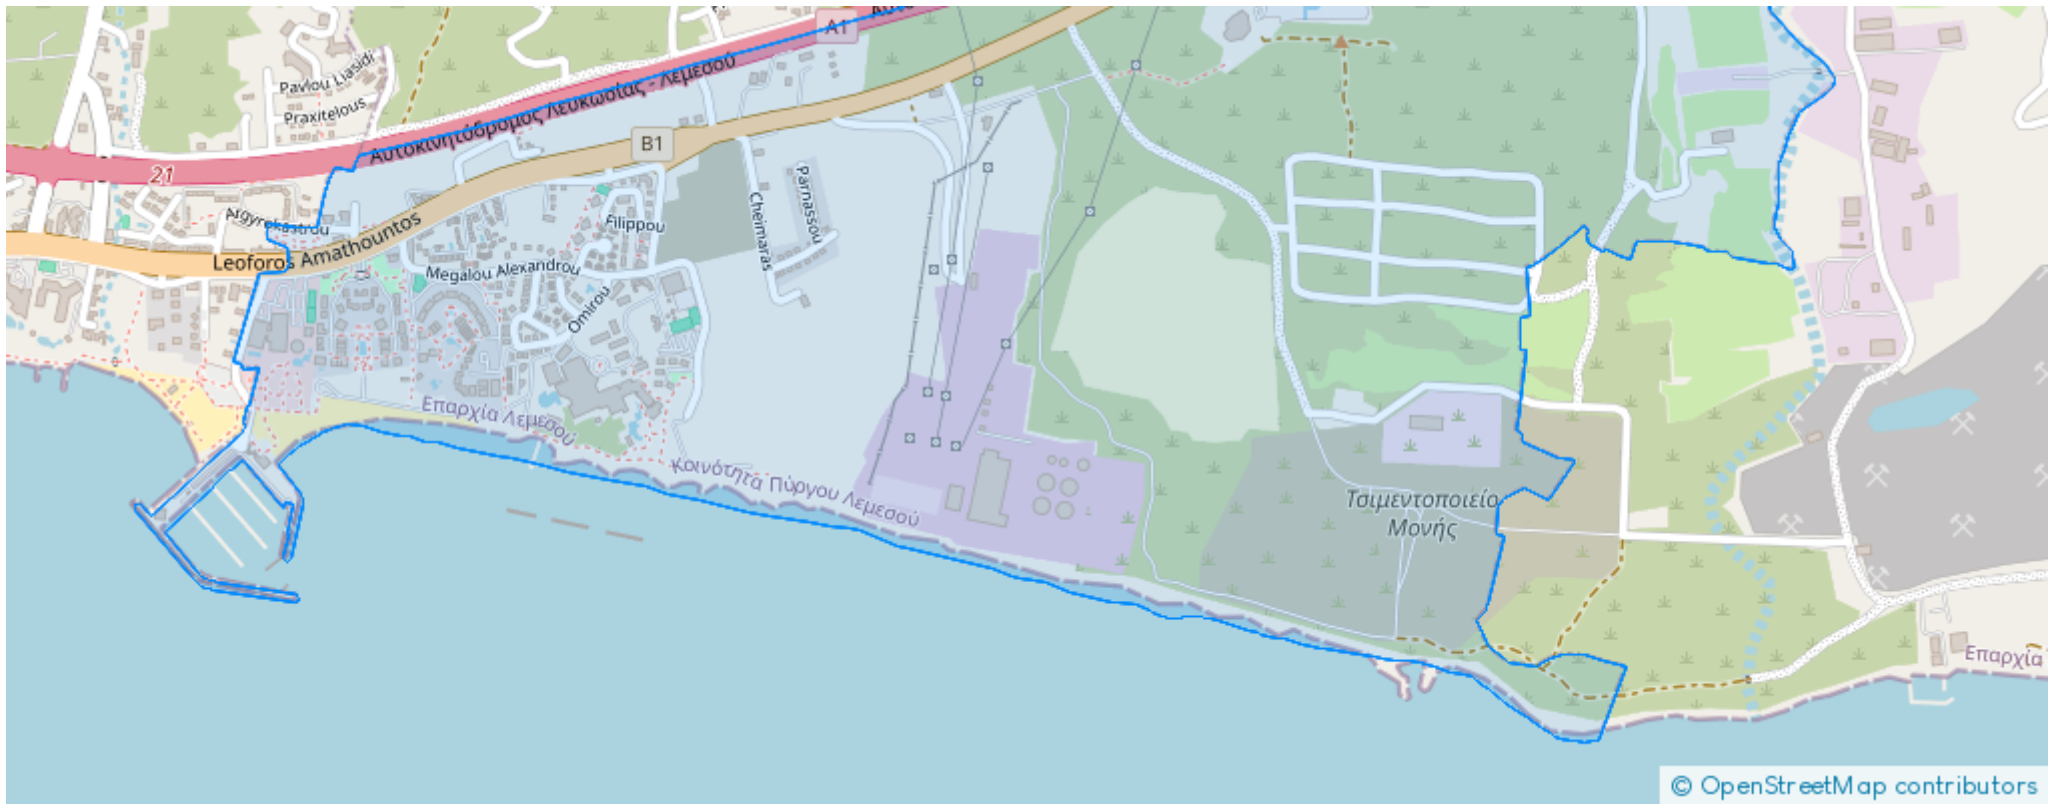 A1
Αυτο
Pavlou Liasidi
Praxitelous
Αυτοκινητόδρομος Λευκωσίας - Λεμεσού
B1
21
Argyrokastrou
Leoforos Amathountos
Filippou
Parnassou
Cheimaras
Megalou Alexandrou
Omirou
Επαρχία Λεμεσού
Κοινότητα Πύργου Λεμεσού
Τσιμεντοποιείο
Μονής
Επαρχία
© OpenStreetMap contributors